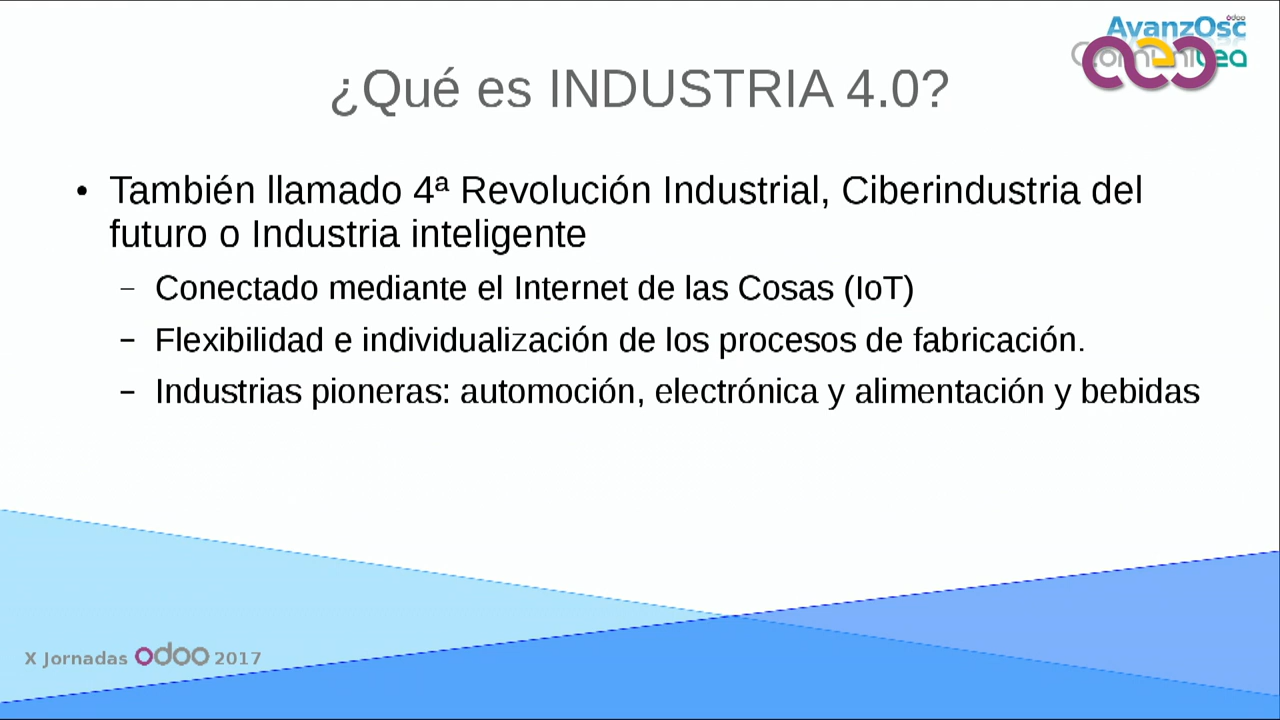 AvanzOsc
odoo
¿Qué es INDUSTRIA 4.0?
• También llamado 4ª Revolución Industrial, Ciberindustria del
futuro o Industria inteligente
– Conectado mediante el Internet de las Cosas (IoT)
– Flexibilidad e individualización de los procesos de fabricación.
– Industrias pioneras: automoción, electrónica y alimentación y bebidas
X Jornadas odoo 2017